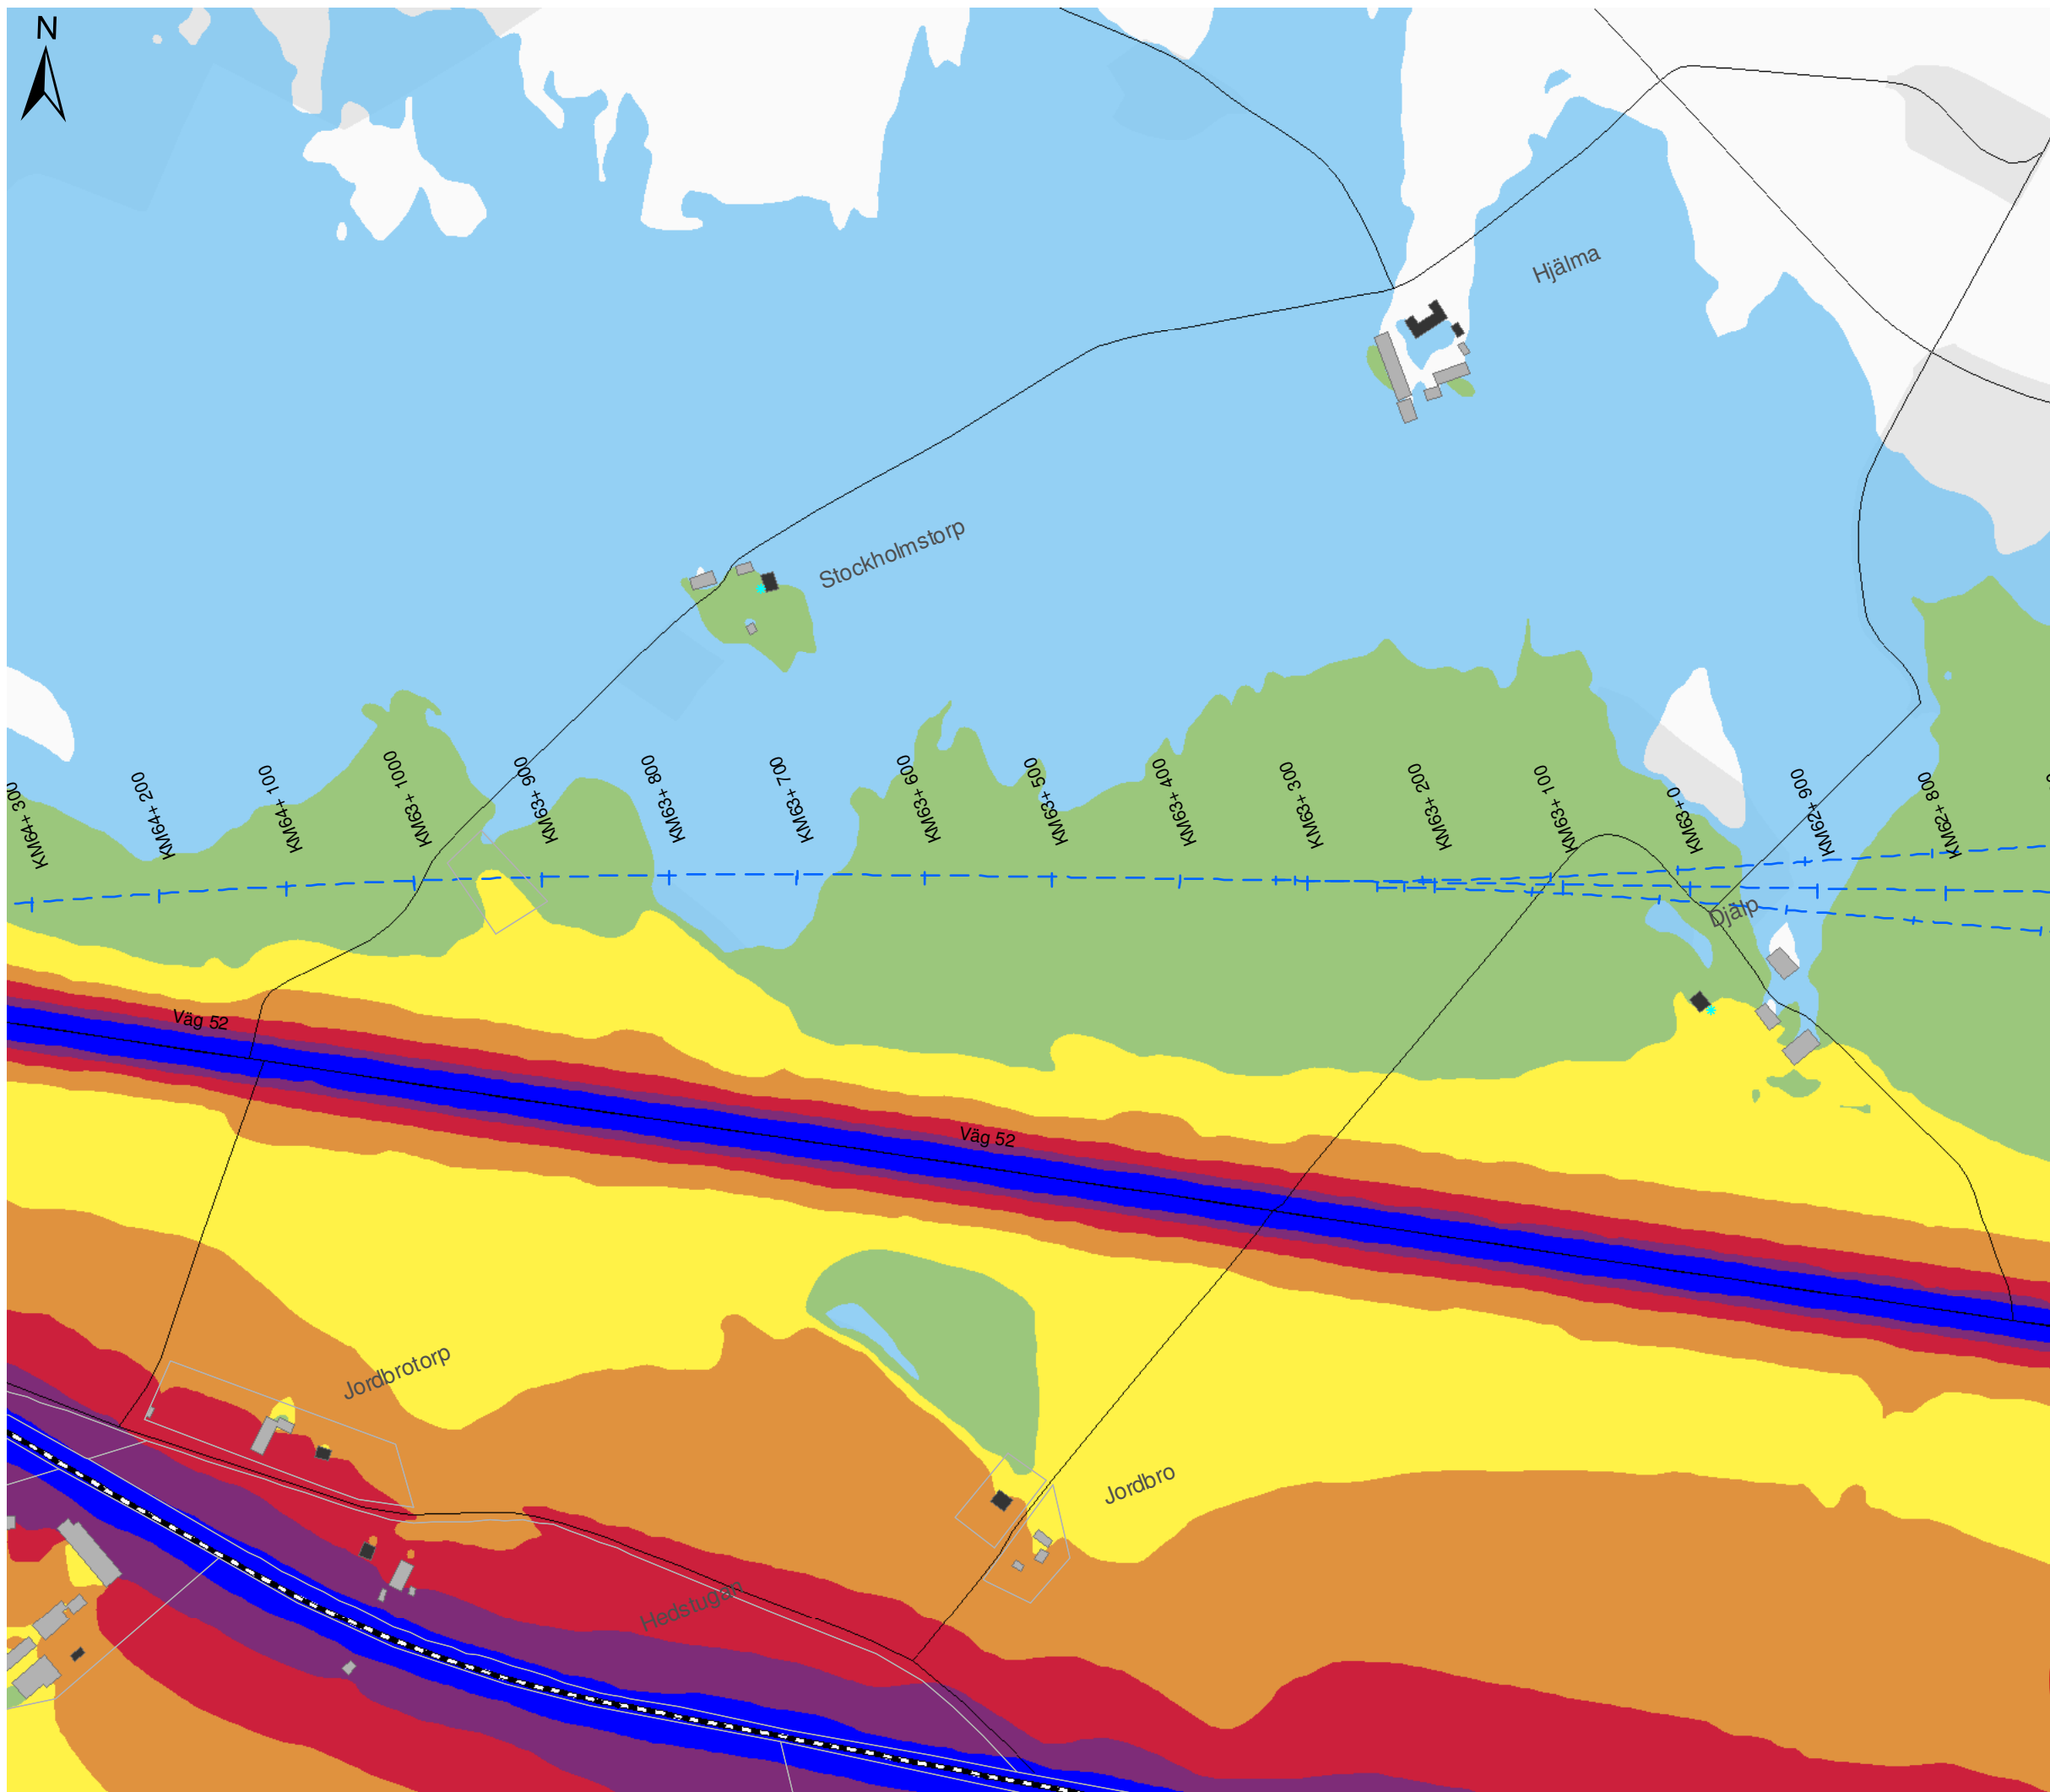 N
Hjälma
Stockholmstorp
KM64+ 300
KM64+ 200
KM64+ 100
KM63+ 1000
KM63+ 900
KM63+ 800
KM63+ 700
KM63+ 600
KM63+ 500
KM63+ 400
KM63+ 300
KM63+ 200
KM63+ 100
KM63+ 0
KM62+ 900
KM62+ 800
Djälp
Väg 52
Väg 52
Jordbrotorp
Jordbro
Hedstugan